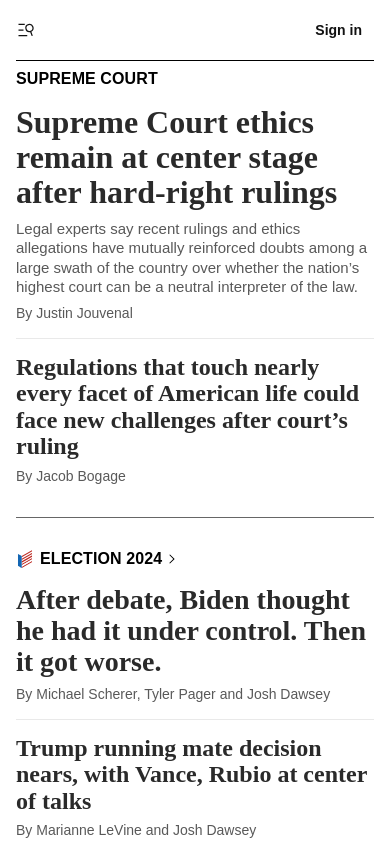 Sign in
SUPREME COURT
Supreme Court ethics
remain at center stage
after hard-right rulings
Legal experts say recent rulings and ethics
allegations have mutually reinforced doubts among a
large swath of the country over whether the nation’s
highest court can be a neutral interpreter of the law.
By Justin Jouvenal
Regulations that touch nearly
every facet of American life could
face new challenges after court’s
ruling
By Jacob Bogage
ELECTION 2024
After debate, Biden thought
he had it under control. Then
it got worse.
By Michael Scherer, Tyler Pager and Josh Dawsey
Trump running mate decision
nears, with Vance, Rubio at center
of talks
By Marianne LeVine and Josh Dawsey